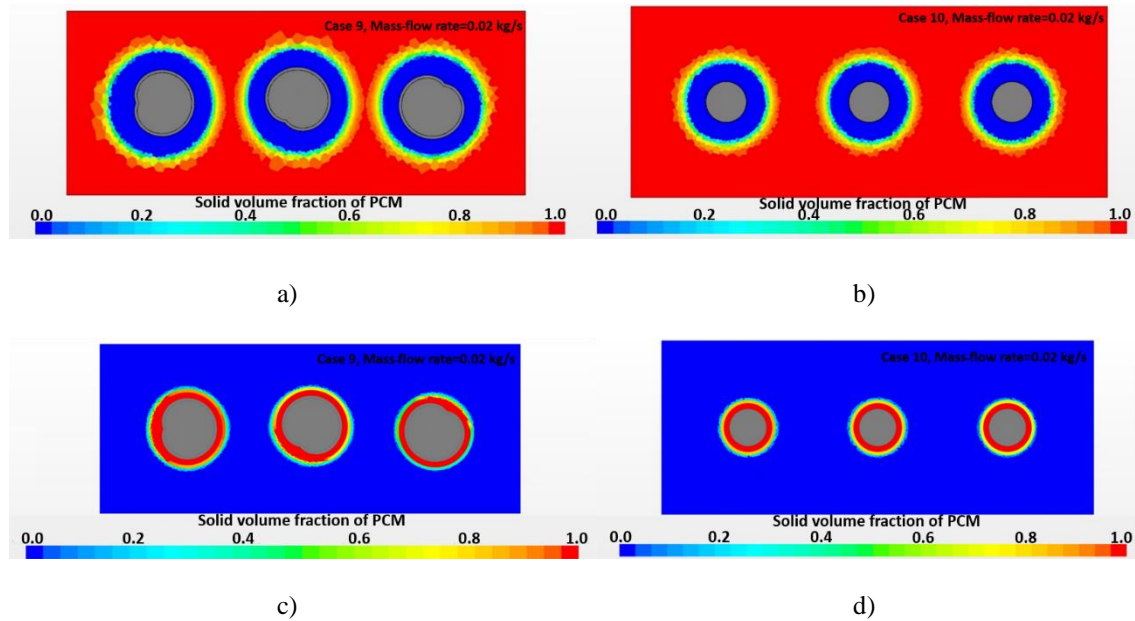 Case 9, Mass-flow rate=0.02 kg/s
Solid volume fraction of PCM
0.0 0.2 0.4 0.6 0.8 1.0
Case 10, Mass-flow rate=0.02 kg/s
Solid volume fraction of PCM
0.0 0.2 0.4 0.6 0.8 1.0
a)
b)
Case 9, Mass-flow rate=0.02 kg/s
Solid volume fraction of PCM
0.0 0.2 0.4 0.6 0.8 1.0
Case 10, Mass-flow rate=0.02 kg/s
Solid volume fraction of PCM
0.0 0.2 0.4 0.6 0.8 1.0
c)
d)